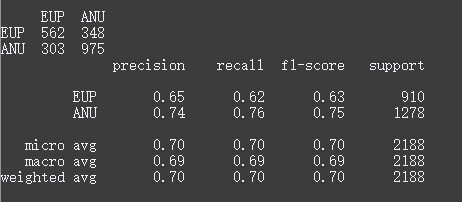 EUP ANU
EUP 562 348
ANU 303 975
precision recall f1-score support
EUP 0.65 0.62 0.63 910
ANU 0.74 0.76 0.75 1278
micro avg 0.70 0.70 0.70 2188
macro avg 0.69 0.69 0.69 2188
weighted avg 0.70 0.70 0.70 2188